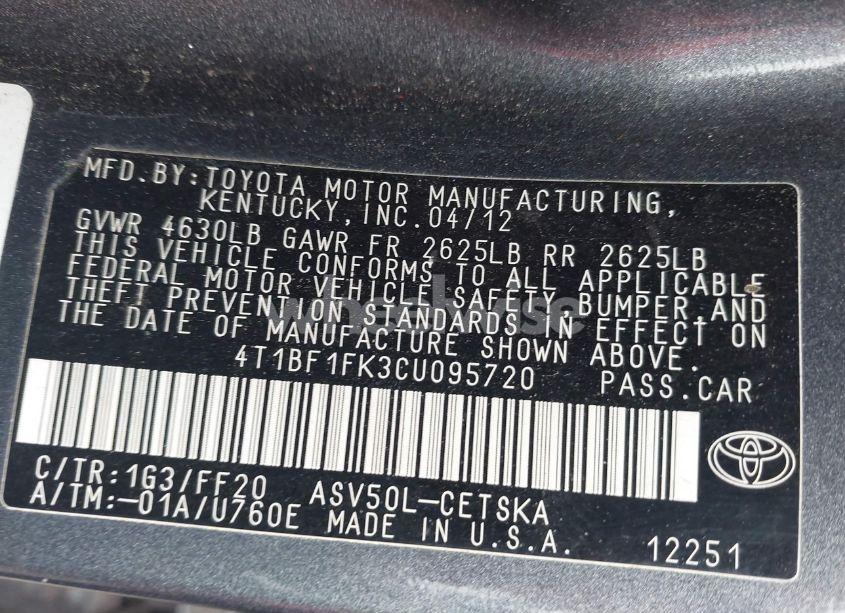 MFD.BY:TOYOTA MOTOR MANUFACTURING,
KENTUCKY,INC.04/12
GVWR 4630LB GAWR FR 2625LB RR 2625LB
THIS VEHICLE CONFORMS TO ALL APPLICABLE
FEDERAL MOTOR VEHICLE SAFETY,BUMPER,AND
THEFT PREVENTION STANDARDS IN EFFECT ON
THE DATE OF MANUFACTURE SHOWN ABOVE.
4T1BF1FK3CU095720 PASS.CAR
C/TR:1G3/FF20 ASV50L-CETSKA
A/TM:-01A/U760E MADE IN U.S.A. 12251
wheelwise